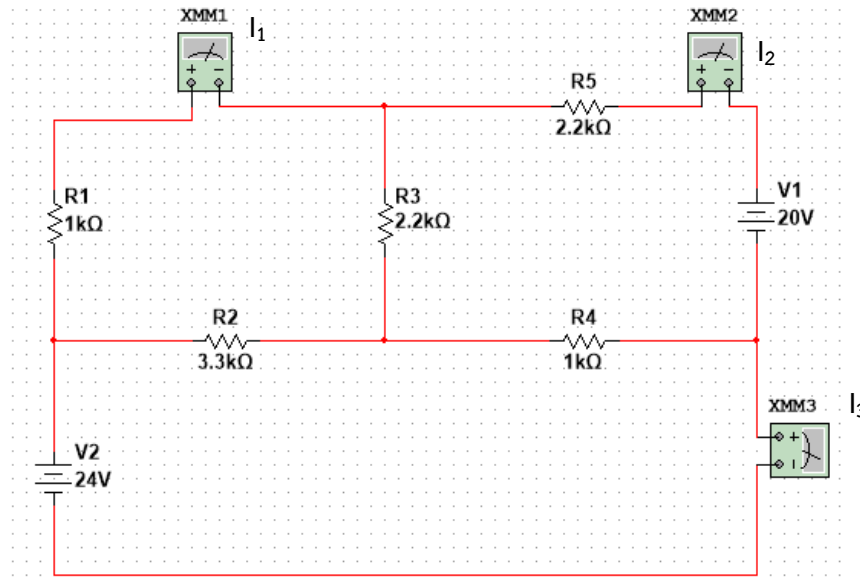 XMM1
I₁
+ −
XMM2
I₂
+ −
R5
2.2kΩ
R1
1kΩ
R3
2.2kΩ
V1
20V
R2
3.3kΩ
R4
1kΩ
XMM3
I₃
+
V2
24V